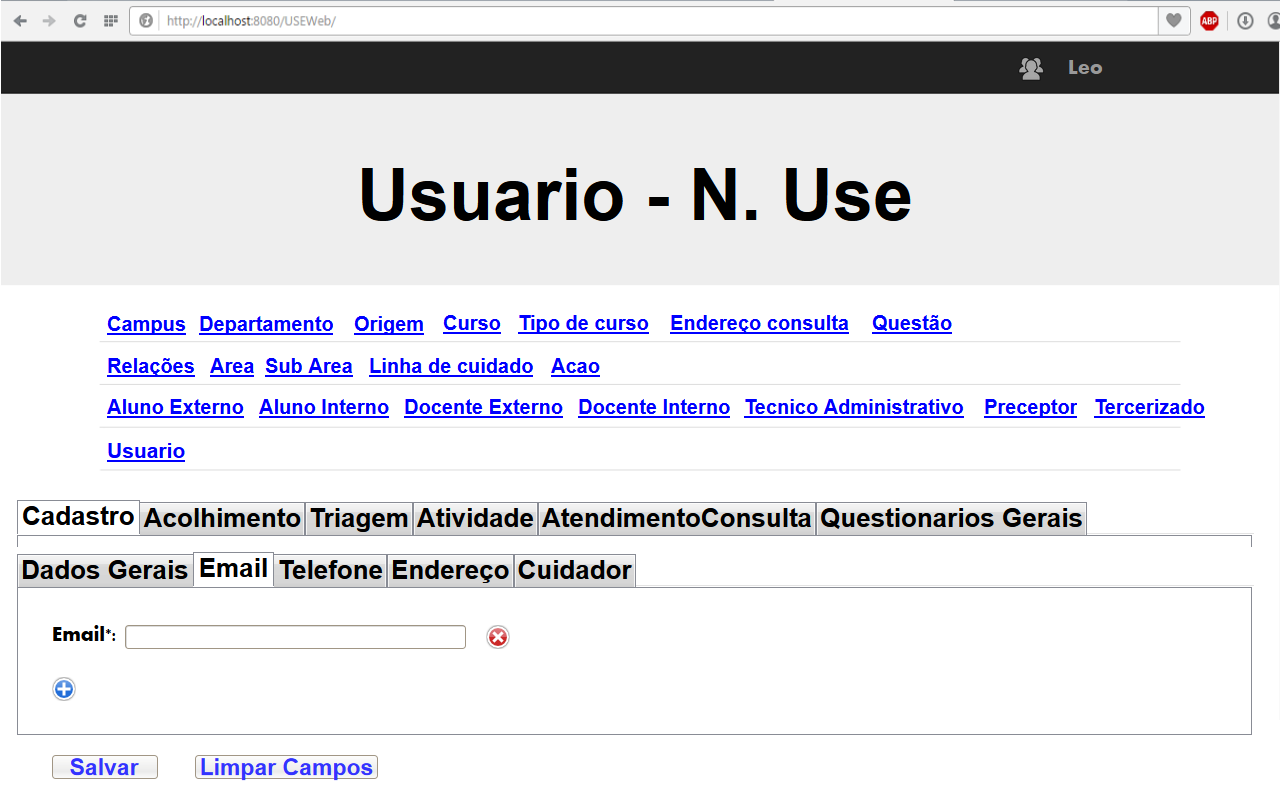 http://localhost:8080/USEWeb/ ABP
Leo
Usuario - N. Use
Campus Departamento Origem Curso Tipo de curso Endereço consulta Questão
Relações Area Sub Area Linha de cuidado Acao
Aluno Externo Aluno Interno Docente Externo Docente Interno Tecnico Administrativo Preceptor Tercerizado
Usuario
Cadastro Acolhimento Triagem Atividade AtendimentoConsulta Questionarios Gerais
Dados Gerais Email Telefone Endereço Cuidador
Email*:
Salvar Limpar Campos